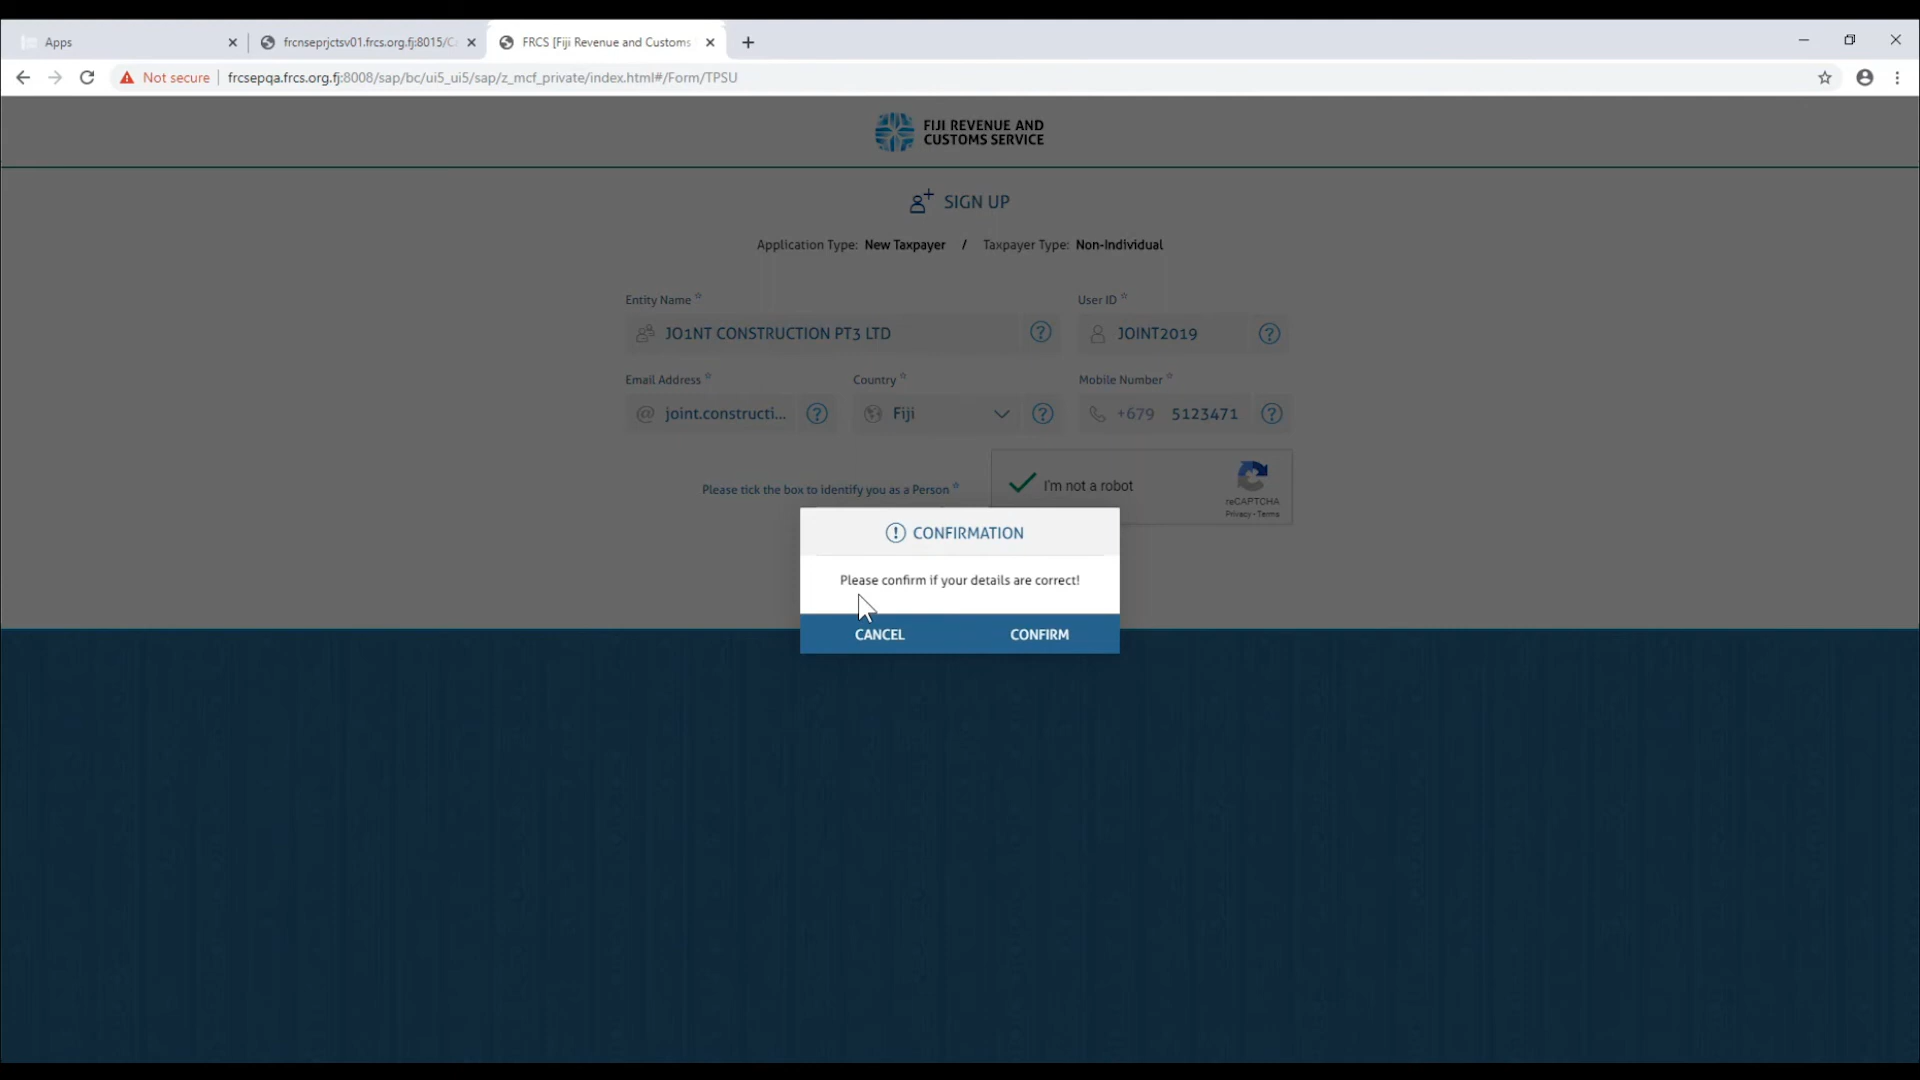 Apps
frcnseprjctsv01.frcs.org.fj:8015/C
FRCS [Fiji Revenue and Customs
Not secure
frcsepqa.frcs.org.fj:8008/sap/bc/ui5_ui5/sap/z_mcf_private/index.html#/Form/TPSU
FIJI REVENUE AND
CUSTOMS SERVICE
SIGN UP
Application Type: New Taxpayer / Taxpayer Type: Non-Individual
Entity Name *
User ID *
JO1NT CONSTRUCTION PT3 LTD
JOINT2019
Email Address *
Country *
Mobile Number *
joint.constructi...
Fiji
+679 5123471
Please tick the box to identify you as a Person *
I'm not a robot
reCAPTCHA
Privacy - Terms
CONFIRMATION
Please confirm if your details are correct!
CANCEL
CONFIRM